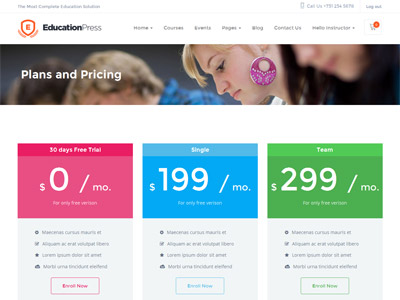 The Most Complete Education Solution
Call Us +731 234 5678
Log out
EducationPress
Home Courses Events Pages Blog Contact Us Hello Instructor
Plans and Pricing
30 days Free Trial
$ 0 / mo.
For only free verison
Maecenas cursus mauris et
Aliquam ac erat volutpat libero
Lorem ipsum dolor sit amet
Morbi urna tincidunt eleifend
Enroll Now
Single
$ 199 / mo.
For only free verison
Maecenas cursus mauris et
Aliquam ac erat volutpat libero
Lorem ipsum dolor sit amet
Morbi urna tincidunt eleifend
Enroll Now
Team
$ 299 / mo.
For only free verison
Maecenas cursus mauris et
Aliquam ac erat volutpat libero
Lorem ipsum dolor sit amet
Morbi urna tincidunt eleifend
Enroll Now